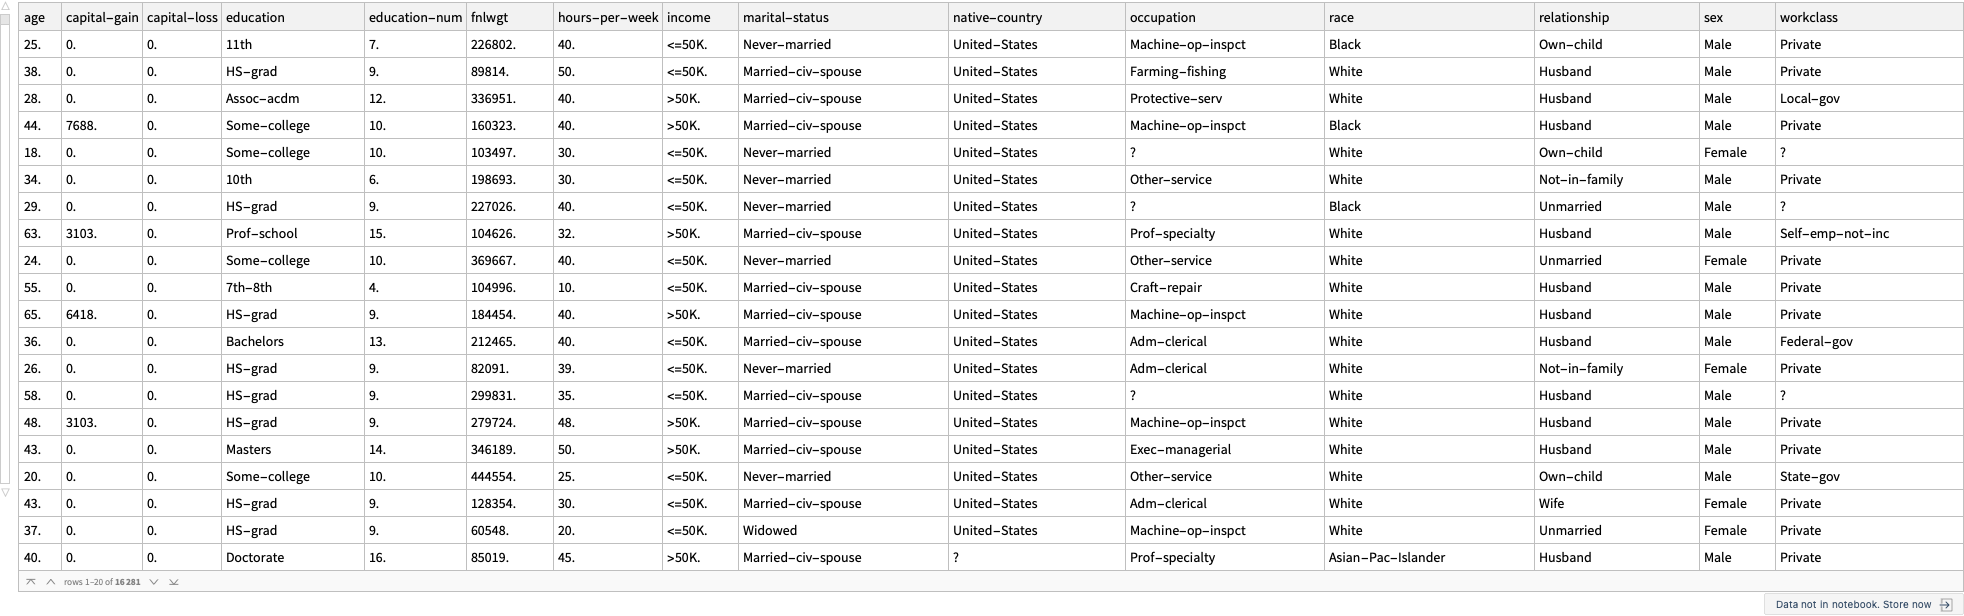 age capital-gain capital-loss education education-num fnlwgt hours-per-week income marital-status native-country occupation race relationship sex workclass
25. 0. 0. 11th 7. 226802. 40. <=50K. Never-married United-States Machine-op-inspct Black Own-child Male Private
38. 0. 0. HS-grad 9. 89814. 50. <=50K. Married-civ-spouse United-States Farming-fishing White Husband Male Private
28. 0. 0. Assoc-acdm 12. 336951. 40. >50K. Married-civ-spouse United-States Protective-serv White Husband Male Local-gov
44. 7688. 0. Some-college 10. 160323. 40. >50K. Married-civ-spouse United-States Machine-op-inspct Black Husband Male Private
18. 0. 0. Some-college 10. 103497. 30. <=50K. Never-married United-States ? White Own-child Female ?
34. 0. 0. 10th 6. 198693. 30. <=50K. Never-married United-States Other-service White Not-in-family Male Private
29. 0. 0. HS-grad 9. 227026. 40. <=50K. Never-married United-States ? Black Unmarried Male ?
63. 3103. 0. Prof-school 15. 104626. 32. >50K. Married-civ-spouse United-States Prof-specialty White Husband Male Self-emp-not-inc
24. 0. 0. Some-college 10. 369667. 40. <=50K. Never-married United-States Other-service White Unmarried Female Private
55. 0. 0. 7th-8th 4. 104996. 10. <=50K. Married-civ-spouse United-States Craft-repair White Husband Male Private
65. 6418. 0. HS-grad 9. 184454. 40. >50K. Married-civ-spouse United-States Machine-op-inspct White Husband Male Private
36. 0. 0. Bachelors 13. 212465. 40. <=50K. Married-civ-spouse United-States Adm-clerical White Husband Male Federal-gov
26. 0. 0. HS-grad 9. 82091. 39. <=50K. Never-married United-States Adm-clerical White Not-in-family Female Private
58. 0. 0. HS-grad 9. 299831. 35. <=50K. Married-civ-spouse United-States ? White Husband Male ?
48. 3103. 0. HS-grad 9. 279724. 48. >50K. Married-civ-spouse United-States Machine-op-inspct White Husband Male Private
43. 0. 0. Masters 14. 346189. 50. >50K. Married-civ-spouse United-States Exec-managerial White Husband Male Private
20. 0. 0. Some-college 10. 444554. 25. <=50K. Never-married United-States Other-service White Own-child Male State-gov
43. 0. 0. HS-grad 9. 128354. 30. <=50K. Married-civ-spouse United-States Adm-clerical White Wife Female Private
37. 0. 0. HS-grad 9. 60548. 20. <=50K. Widowed United-States Machine-op-inspct White Unmarried Female Private
40. 0. 0. Doctorate 16. 85019. 45. >50K. Married-civ-spouse ? Prof-specialty Asian-Pac-Islander Husband Male Private
rows 1-20 of 16 281
Data not in notebook. Store now